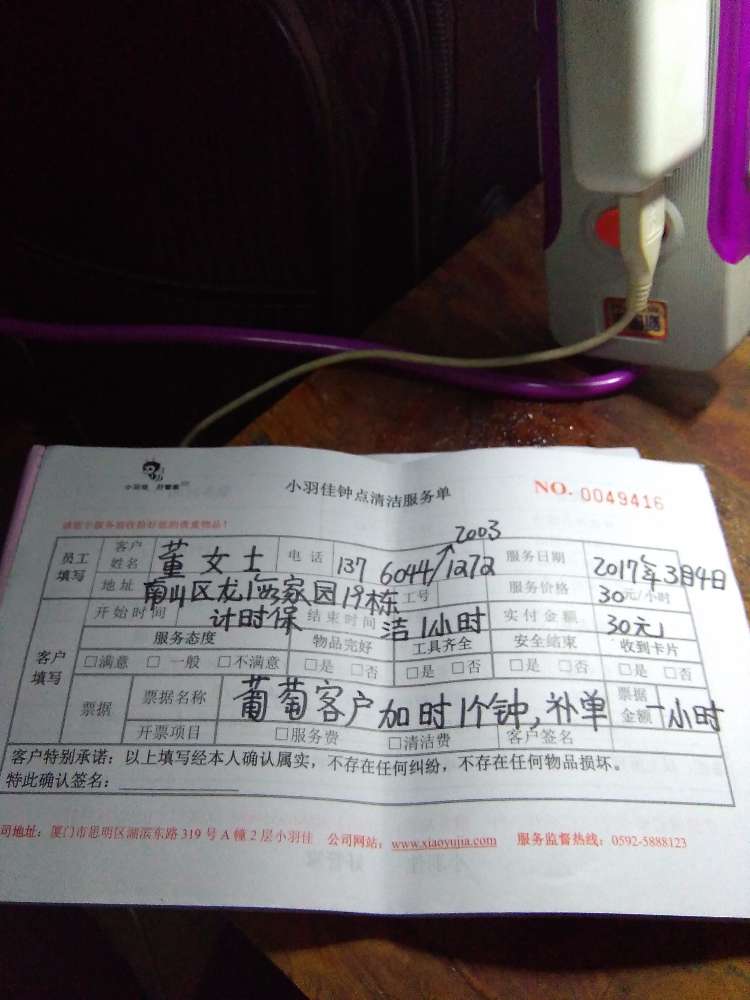 小羽佳 好管家
小羽佳钟点清洁服务单
NO. 0049416
员工填写 客户姓名 董女士 电话 137 6044 1272 服务日期 2017年3月4日
2003
地址 南山区龙海家园19栋 工号 服务价格 30元/小时
客户填写 开始时间 计时保 结束时间 洁1小时 实付金额 30元
服务态度 物品完好 工具齐全 安全结束 收到卡片
□满意 □一般 □不满意 □是 □否 □是 □否 □是 □否 □是 □否
票据 票据名称 葡萄客户加时1个钟,补单 票据金额 一小时
开票项目 □服务费 □清洁费 客户签名
客户特别承诺:以上填写经本人确认属实,不存在任何纠纷,不存在任何物品损坏。
特此确认签名:
司地址:厦门市思明区湖滨东路319号A幢2层小羽佳 公司网站:www.xiaoyujia.com 服务监督热线:0592-5888123